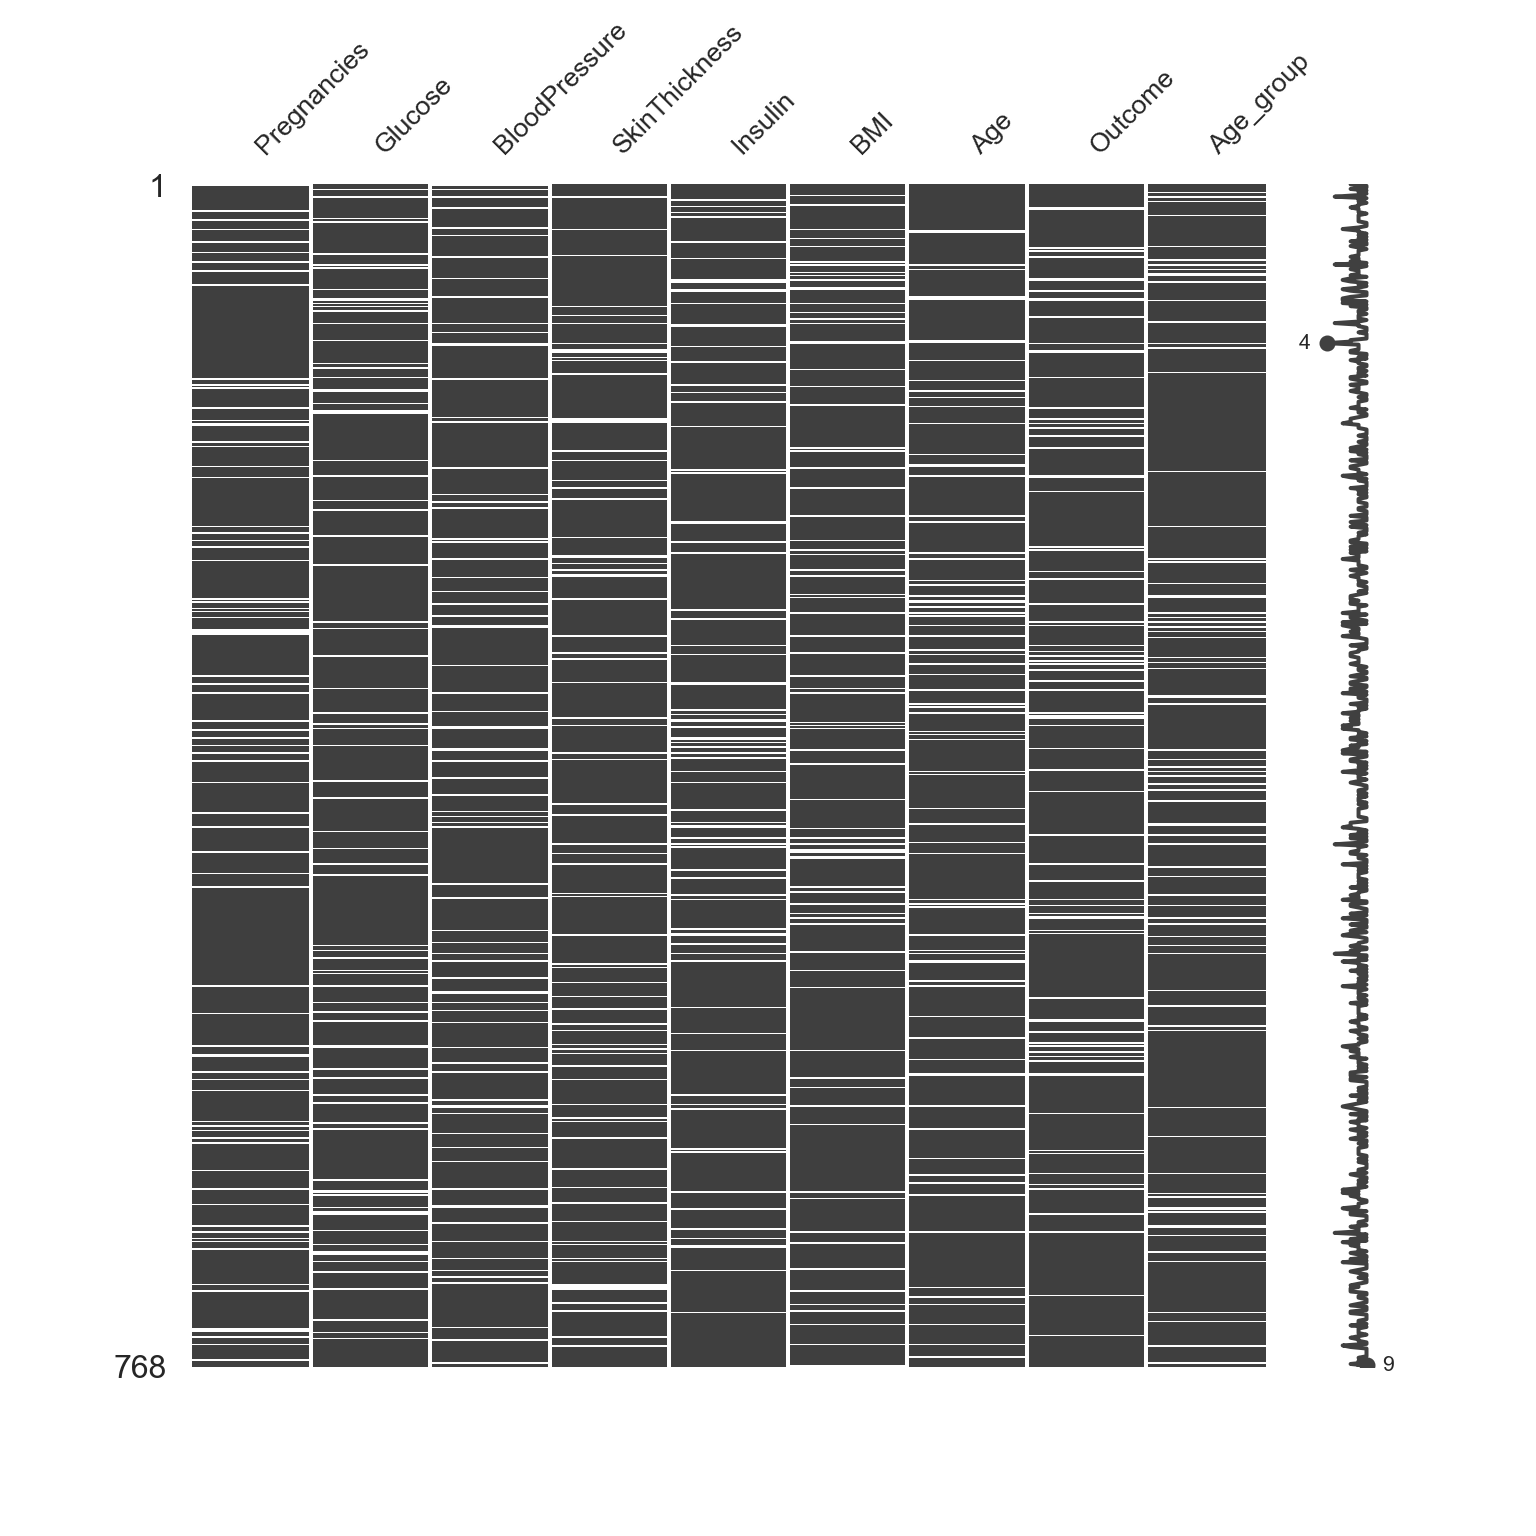 Pregnancies
Glucose
BloodPressure
SkinThickness
Insulin
BMI
Age
Outcome
Age_group
1
4
768
9